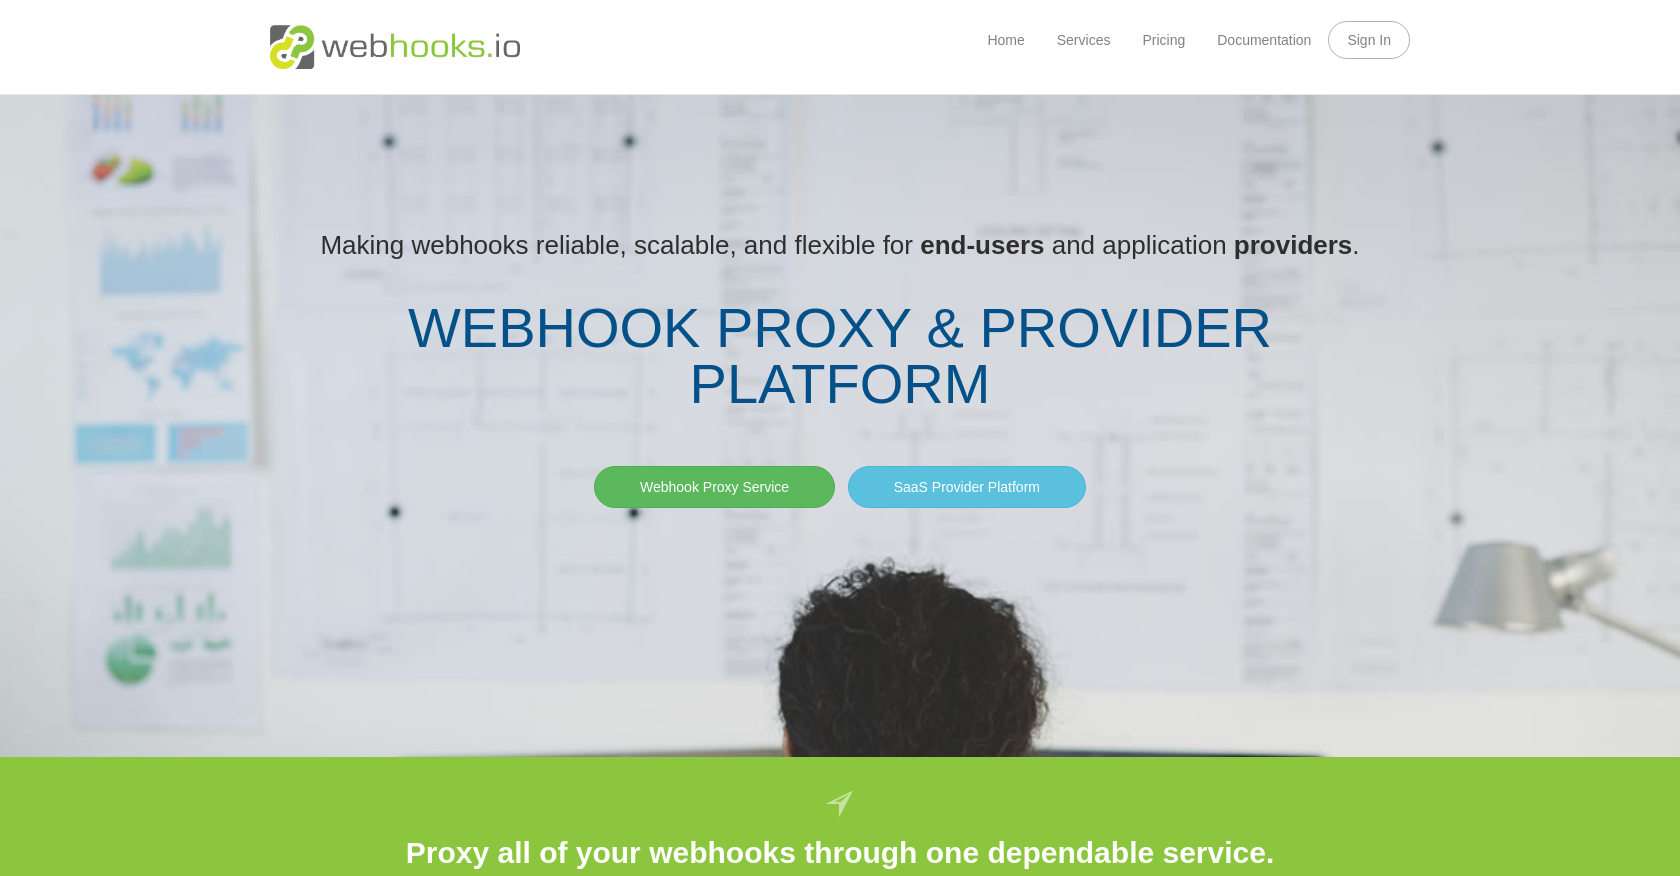 webhooks.io
Home
Services
Pricing
Documentation
Sign In
Making webhooks reliable, scalable, and flexible for end-users and application providers.
WEBHOOK PROXY & PROVIDER
PLATFORM
Webhook Proxy Service
SaaS Provider Platform
Proxy all of your webhooks through one dependable service.